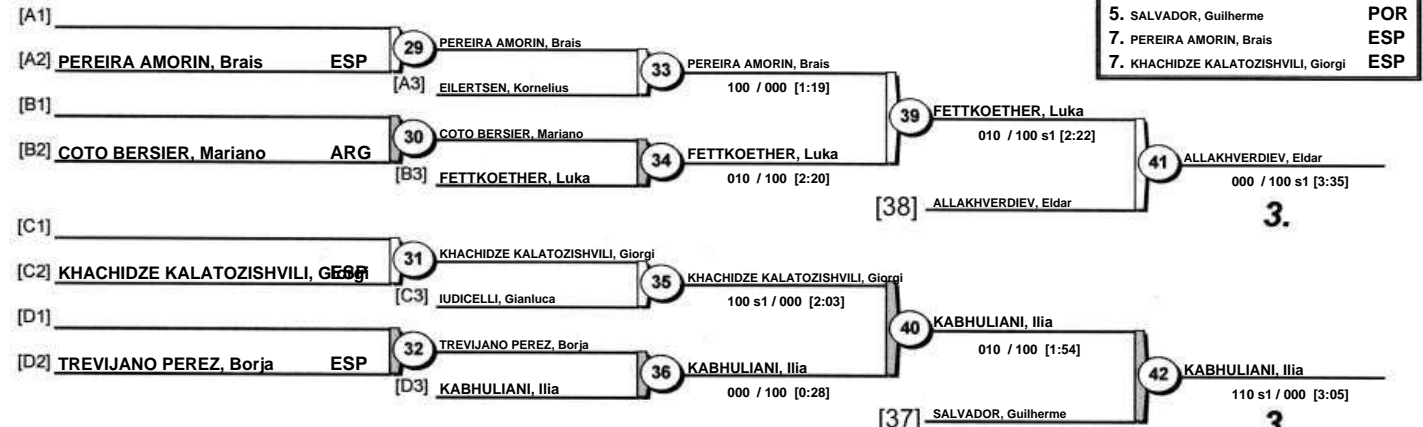 5. SALVADOR, Guilherme POR
7. PEREIRA AMORIN, Brais ESP
7. KHACHIDZE KALATOZISHVILI, Giorgi ESP
[A1]
[A2] PEREIRA AMORIN, Brais ESP
29
PEREIRA AMORIN, Brais
[A3] EILERTSEN, Kornelius
33
PEREIRA AMORIN, Brais
100 / 000 [1:19]
[B1]
[B2] COTO BERSIER, Mariano ARG
30
COTO BERSIER, Mariano
[B3] FETTKOETHER, Luka
34
FETTKOETHER, Luka
010 / 100 [2:20]
39
FETTKOETHER, Luka
010 / 100 s1 [2:22]
[38] ALLAKHVERDIEV, Eldar
41
ALLAKHVERDIEV, Eldar
000 / 100 s1 [3:35]
3.
[C1]
[C2] KHACHIDZE KALATOZISHVILI, Giorgi ESP
31
KHACHIDZE KALATOZISHVILI, Giorgi
[C3] IUDICELLI, Gianluca
35
KHACHIDZE KALATOZISHVILI, Giorgi
100 s1 / 000 [2:03]
[D1]
[D2] TREVIJANO PEREZ, Borja ESP
32
TREVIJANO PEREZ, Borja
[D3] KABHULIANI, Ilia
36
KABHULIANI, Ilia
000 / 100 [0:28]
40
KABHULIANI, Ilia
010 / 100 [1:54]
[37] SALVADOR, Guilherme
42
KABHULIANI, Ilia
110 s1 / 000 [3:05]
3